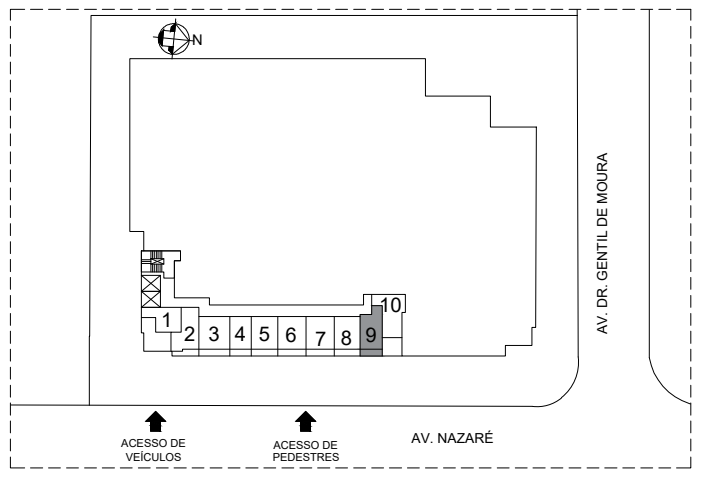 N
AV. DR. GENTIL DE MOURA
10
1
2
3
4
5
6
7
8
9
ACESSO DE
VEÍCULOS
ACESSO DE
PEDESTRES
AV. NAZARÉ